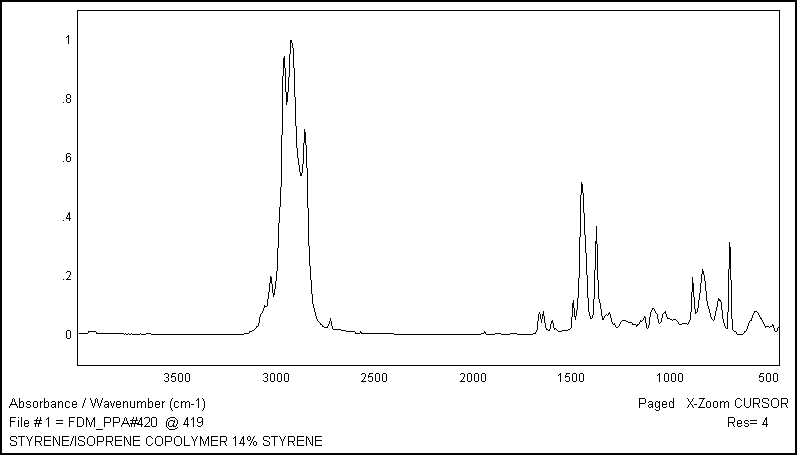 1
.8
.6
.4
.2
0
3500 3000 2500 2000 1500 1000 500
Absorbance / Wavenumber (cm-1) Paged X-Zoom CURSOR
File # 1 = FDM_PPA#420 @ 419 Res= 4
STYRENE/ISOPRENE COPOLYMER 14% STYRENE